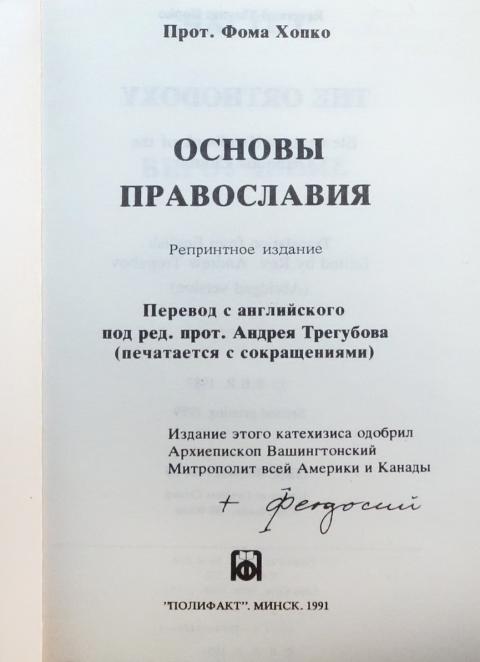 Прот. Фома Хопко
ОСНОВЫ
ПРАВОСЛАВИЯ
Репринтное издание
Перевод с английского
под ред. прот. Андрея Трегубова
(печатается с сокращениями)
Издание этого катехизиса одобрил
Архиепископ Вашингтонский
Митрополит всей Америки и Канады
+ Феодосий
"ПОЛИФАКТ". МИНСК. 1991